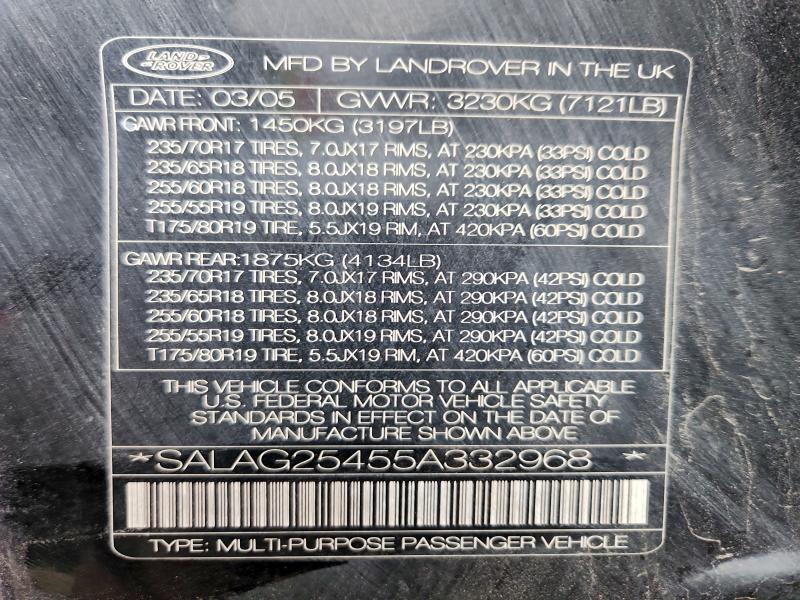 LAND ROVER
MFD BY LANDROVER IN THE UK
DATE: 03/05 GVWR: 3230KG (7121LB)
GAWR FRONT: 1450KG (3197LB)
235/70R17 TIRES, 7.0JX17 RIMS, AT 230KPA (33PSI) COLD
235/65R18 TIRES, 8.0JX18 RIMS, AT 230KPA (33PSI) COLD
255/60R18 TIRES, 8.0JX18 RIMS, AT 230KPA (33PSI) COLD
255/55R19 TIRES, 8.0JX19 RIMS, AT 230KPA (33PSI) COLD
T175/80R19 TIRE, 5.5JX19 RIM, AT 420KPA (60PSI) COLD
GAWR REAR:1875KG (4134LB)
235/70R17 TIRES, 7.0JX17 RIMS, AT 290KPA (42PSI) COLD
235/65R18 TIRES, 8.0JX18 RIMS, AT 290KPA (42PSI) COLD
255/60R18 TIRES, 8.0JX18 RIMS, AT 290KPA (42PSI) COLD
255/55R19 TIRES, 8.0JX19 RIMS, AT 290KPA (42PSI) COLD
T175/80R19 TIRE, 5.5JX19 RIM, AT 420KPA (60PSI) COLD
THIS VEHICLE CONFORMS TO ALL APPLICABLE
U.S. FEDERAL MOTOR VEHICLE SAFETY
STANDARDS IN EFFECT ON THE DATE OF
MANUFACTURE SHOWN ABOVE
*SALAG25455A332968 *
TYPE: MULTI-PURPOSE PASSENGER VEHICLE